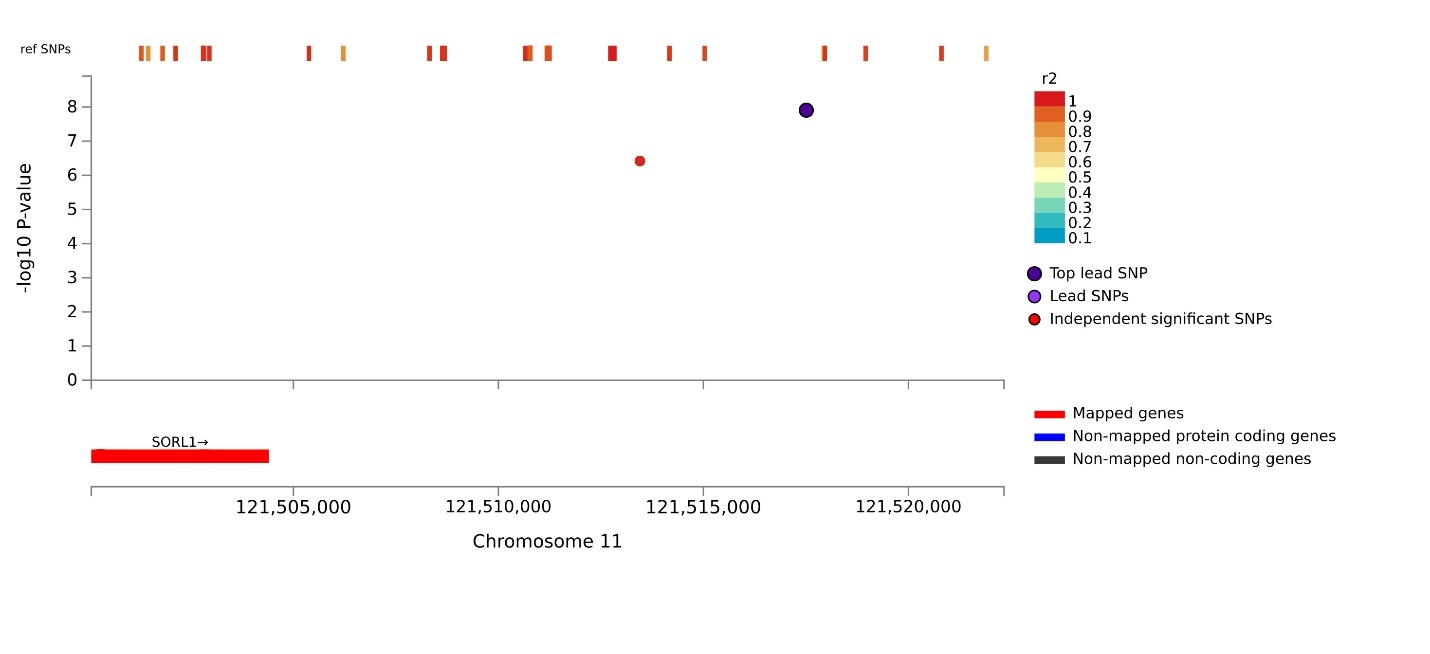 ref SNPs
r2
1
0.9
0.8
0.7
0.6
0.5
0.4
0.3
0.2
0.1
8
7
6
5
4
3
2
1
0
-log10 P-value
Top lead SNP
Lead SNPs
Independent significant SNPs
Mapped genes
Non-mapped protein coding genes
Non-mapped non-coding genes
SORL1→
121,505,000 121,510,000 121,515,000 121,520,000
Chromosome 11